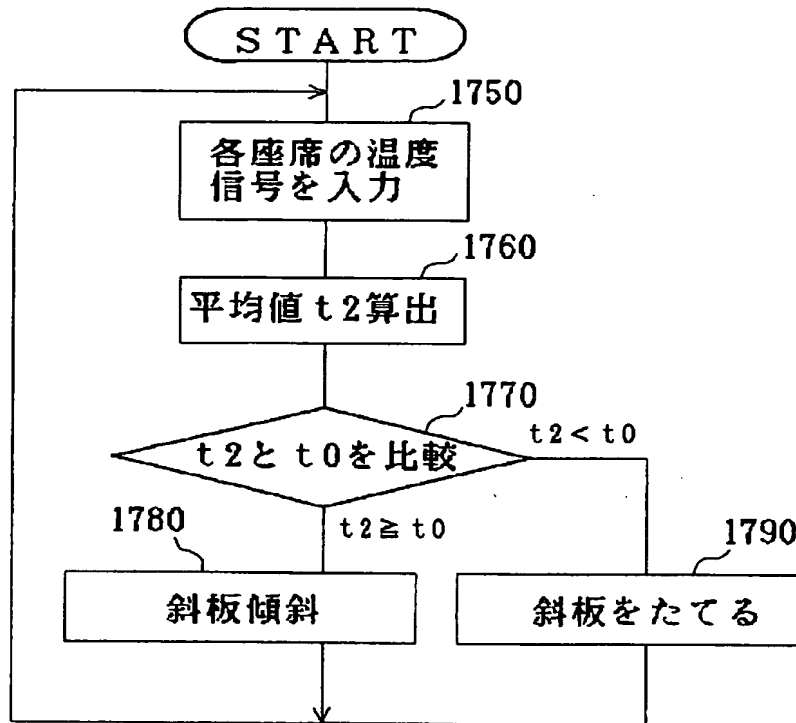 START
1750
各座席の温度
信号を入力
1760
平均値t2算出
1770
t2とt0を比較
t2<t0
t2≧t0
1780
斜板傾斜
1790
斜板をたてる